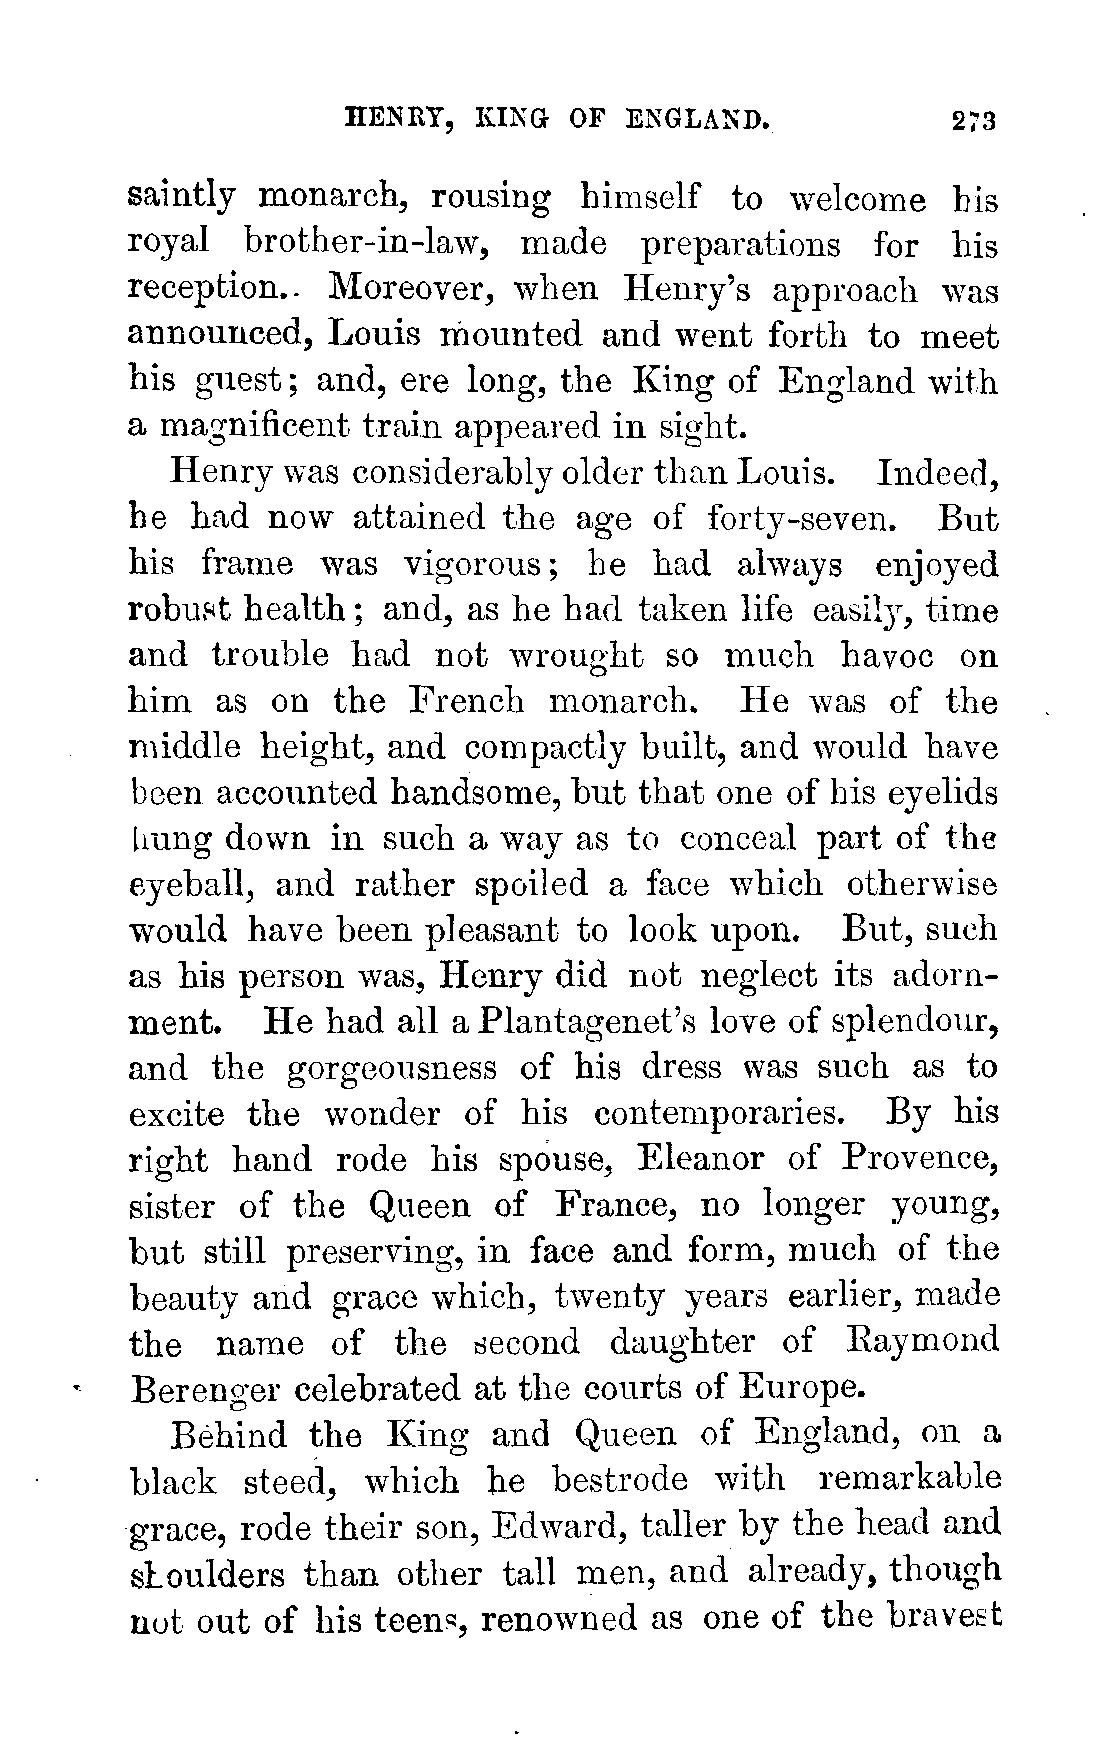 HENRY, KING OF ENGLAND. 273
saintly monarch, rousing himself to welcome his
royal brother-in-law, made preparations for his
reception.. Moreover, when Henry's approach was
announced, Louis mounted and went forth to meet
his guest; and, ere long, the King of England with
a magnificent train appeared in sight.
Henry was considerably older than Louis. Indeed,
he had now attained the age of forty-seven. But
his frame was vigorous; he had always enjoyed
robust health; and, as he had taken life easily, time
and trouble had not wrought so much havoc on
him as on the French monarch. He was of the
middle height, and compactly built, and would have
been accounted handsome, but that one of his eyelids
hung down in such a way as to conceal part of the
eyeball, and rather spoiled a face which otherwise
would have been pleasant to look upon. But, such
as his person was, Henry did not neglect its adorn-
ment. He had all a Plantagenet's love of splendour,
and the gorgeousness of his dress was such as to
excite the wonder of his contemporaries. By his
right hand rode his spouse, Eleanor of Provence,
sister of the Queen of France, no longer young,
but still preserving, in face and form, much of the
beauty and grace which, twenty years earlier, made
the name of the second daughter of Raymond
Berenger celebrated at the courts of Europe.
Behind the King and Queen of England, on a
black steed, which he bestrode with remarkable
grace, rode their son, Edward, taller by the head and
shoulders than other tall men, and already, though
not out of his teens, renowned as one of the bravest